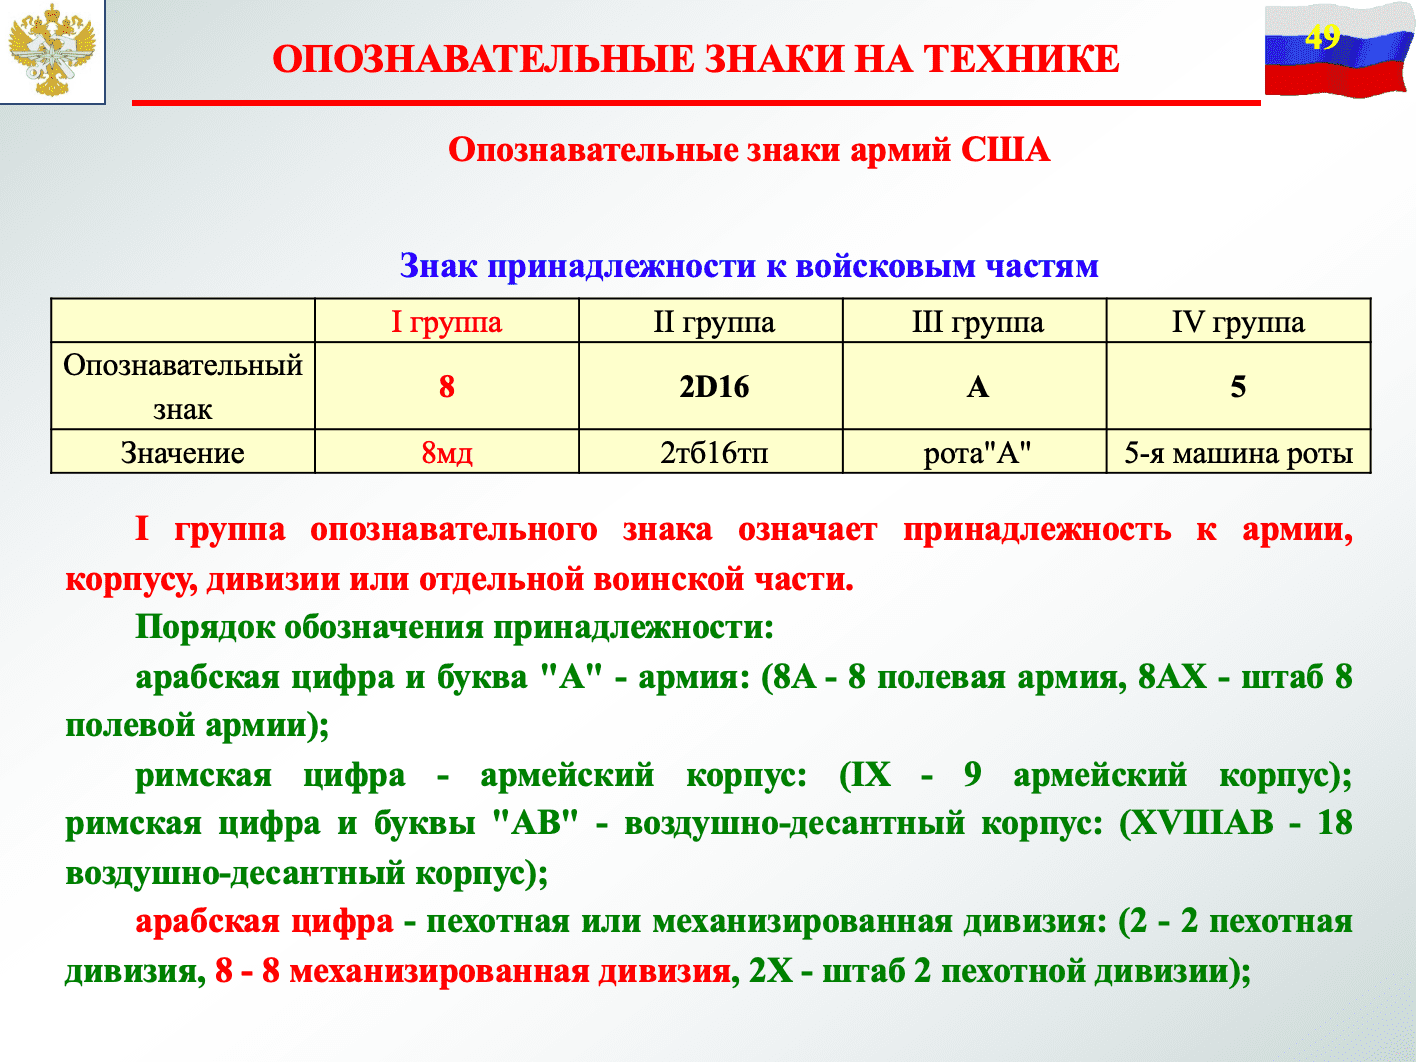 49
ОПОЗНАВАТЕЛЬНЫЕ ЗНАКИ НА ТЕХНИКЕ
Опознавательные знаки армий США
Знак принадлежности к войсковым частям
I группа II группа III группа IV группа
Опознавательный
знак
8 2D16 A 5
Значение 8мд 2тб16тп рота"А" 5-я машина роты
I группа опознавательного знака означает принадлежность к армии,
корпусу, дивизии или отдельной воинской части.
Порядок обозначения принадлежности:
арабская цифра и буква "А" - армия: (8А - 8 полевая армия, 8АХ - штаб 8
полевой армии);
римская цифра - армейский корпус: (IX - 9 армейский корпус);
римская цифра и буквы "АВ" - воздушно-десантный корпус: (XVIIIAB - 18
воздушно-десантный корпус);
арабская цифра - пехотная или механизированная дивизия: (2 - 2 пехотная
дивизия, 8 - 8 механизированная дивизия, 2Х - штаб 2 пехотной дивизии);